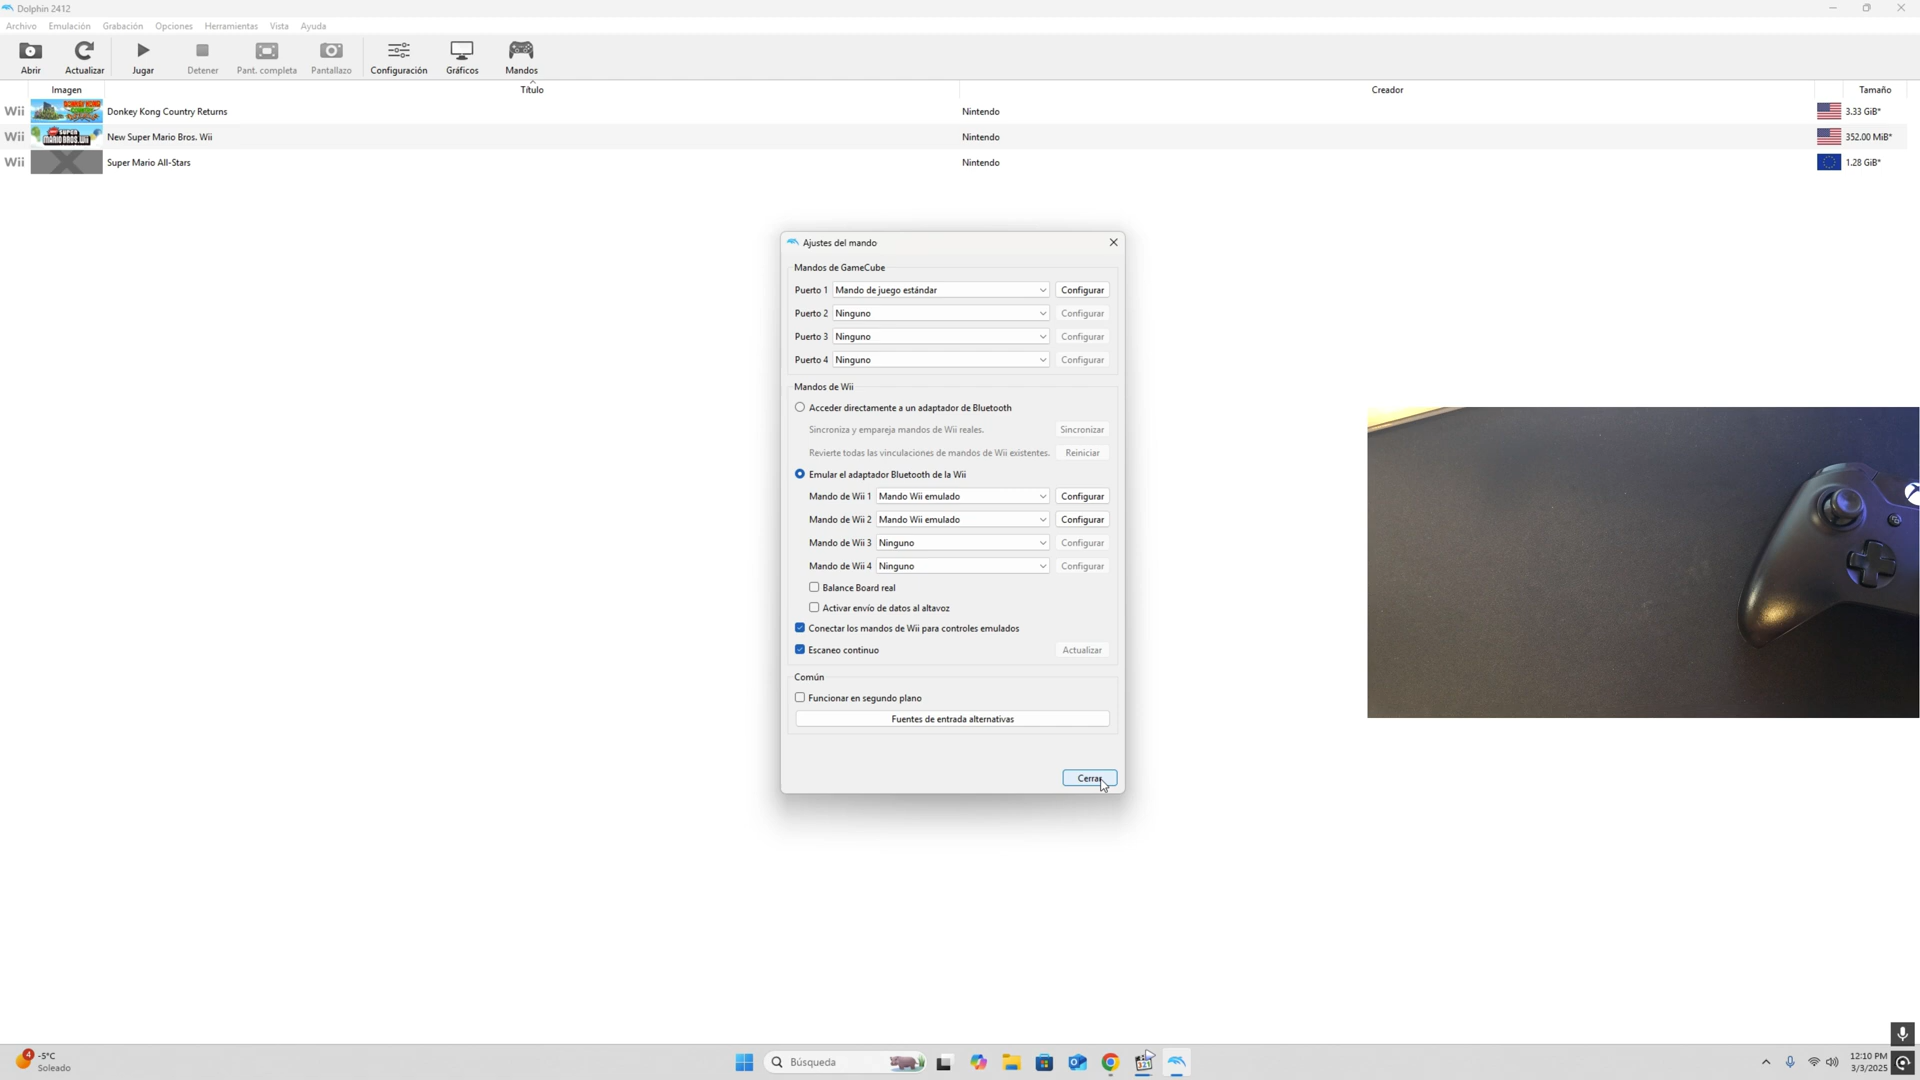 Dolphin 2412
Archivo Emulación Grabación Opciones Herramientas Vista Ayuda
Abrir Actualizar Jugar Detener Pant. completa Pantallazo Configuración Gráficos Mandos
Imagen Título Creador Tamaño
Wii Donkey Kong Country Returns Nintendo 3.33 GiB*
Wii New Super Mario Bros. Wii Nintendo 352.00 MiB*
Wii Super Mario All-Stars Nintendo 1.28 GiB*
Ajustes del mando
Mandos de GameCube
Puerto 1 Mando de juego estándar Configurar
Puerto 2 Ninguno Configurar
Puerto 3 Ninguno Configurar
Puerto 4 Ninguno Configurar
Mandos de Wii
Acceder directamente a un adaptador de Bluetooth
Sincroniza y empareja mandos de Wii reales. Sincronizar
Revierte todas las vinculaciones de mandos de Wii existentes. Reiniciar
Emular el adaptador Bluetooth de la Wii
Mando de Wii 1 Mando Wii emulado Configurar
Mando de Wii 2 Mando Wii emulado Configurar
Mando de Wii 3 Ninguno Configurar
Mando de Wii 4 Ninguno Configurar
Balance Board real
Activar envío de datos al altavoz
Conectar los mandos de Wii para controles emulados
Escaneo continuo Actualizar
Común
Funcionar en segundo plano
Fuentes de entrada alternativas
Cerrar
4 -5°C
Soleado
Búsqueda
321
12:10 PM
3/3/2025